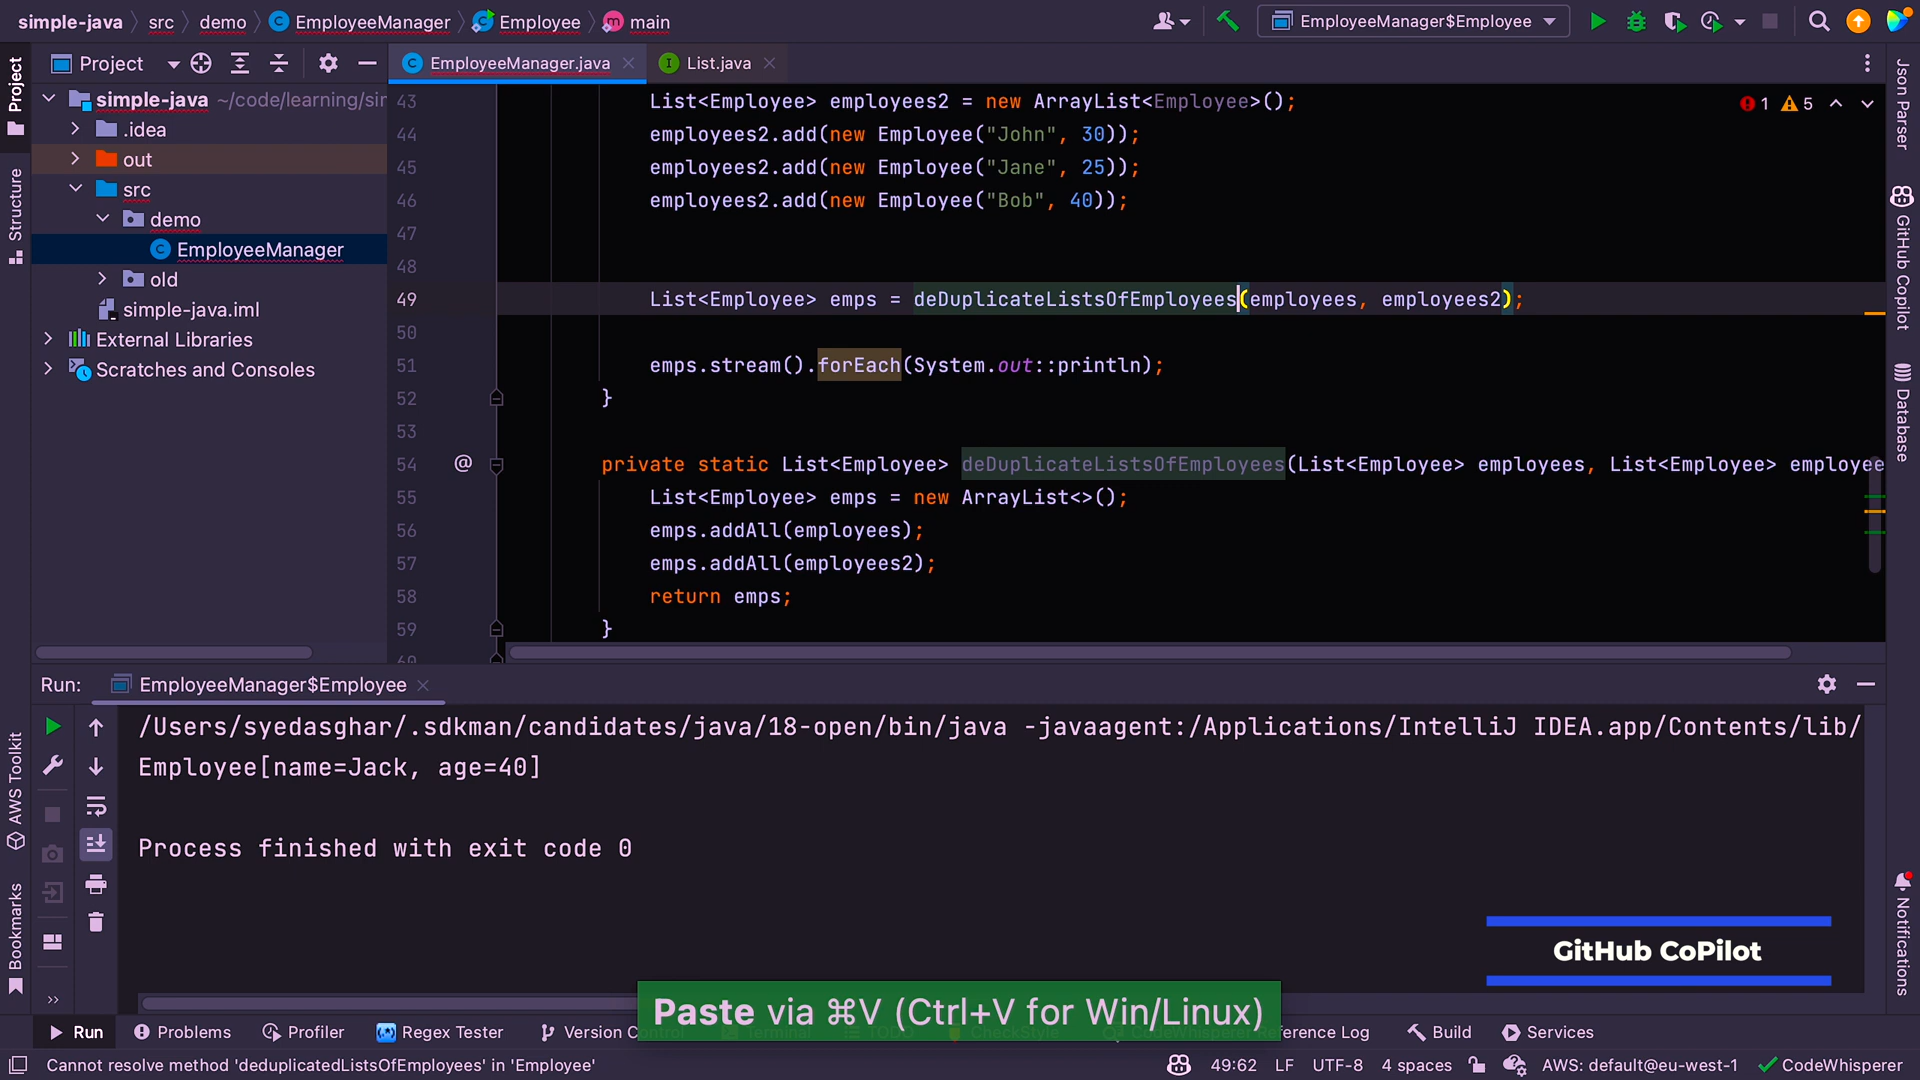 simple-java src demo EmployeeManager Employee main EmployeeManager$Employee
Project
EmployeeManager.java List.java
simple-java ~/code/learning/sir
.idea
out
src
demo
EmployeeManager
old
simple-java.iml
External Libraries
Scratches and Consoles
1 5
43 List<Employee> employees2 = new ArrayList<Employee>();
44 employees2.add(new Employee("John", 30));
45 employees2.add(new Employee("Jane", 25));
46 employees2.add(new Employee("Bob", 40));
47
48
49 List<Employee> emps = deDuplicateListsOfEmployees(employees, employees2);
50
51 emps.stream().forEach(System.out::println);
52 }
53
54 @ private static List<Employee> deDuplicateListsOfEmployees(List<Employee> employees, List<Employee> employee
55 List<Employee> emps = new ArrayList<>();
56 emps.addAll(employees);
57 emps.addAll(employees2);
58 return emps;
59 }
60
Project
Structure
AWS Toolkit
Bookmarks
Json Parser
GitHub Copilot
Database
Notifications
Run: EmployeeManager$Employee
/Users/syedasghar/.sdkman/candidates/java/18-open/bin/java -javaagent:/Applications/IntelliJ IDEA.app/Contents/lib/
Employee[name=Jack, age=40]
Process finished with exit code 0
GitHub CoPilot
Paste via ⌘V (Ctrl+V for Win/Linux)
Run Problems Profiler Regex Tester Version Control Terminal TODO CheckStyle Reference Log Build Services
Cannot resolve method 'deduplicatedListsOfEmployees' in 'Employee' 49:62 LF UTF-8 4 spaces AWS: default@eu-west-1 CodeWhisperer